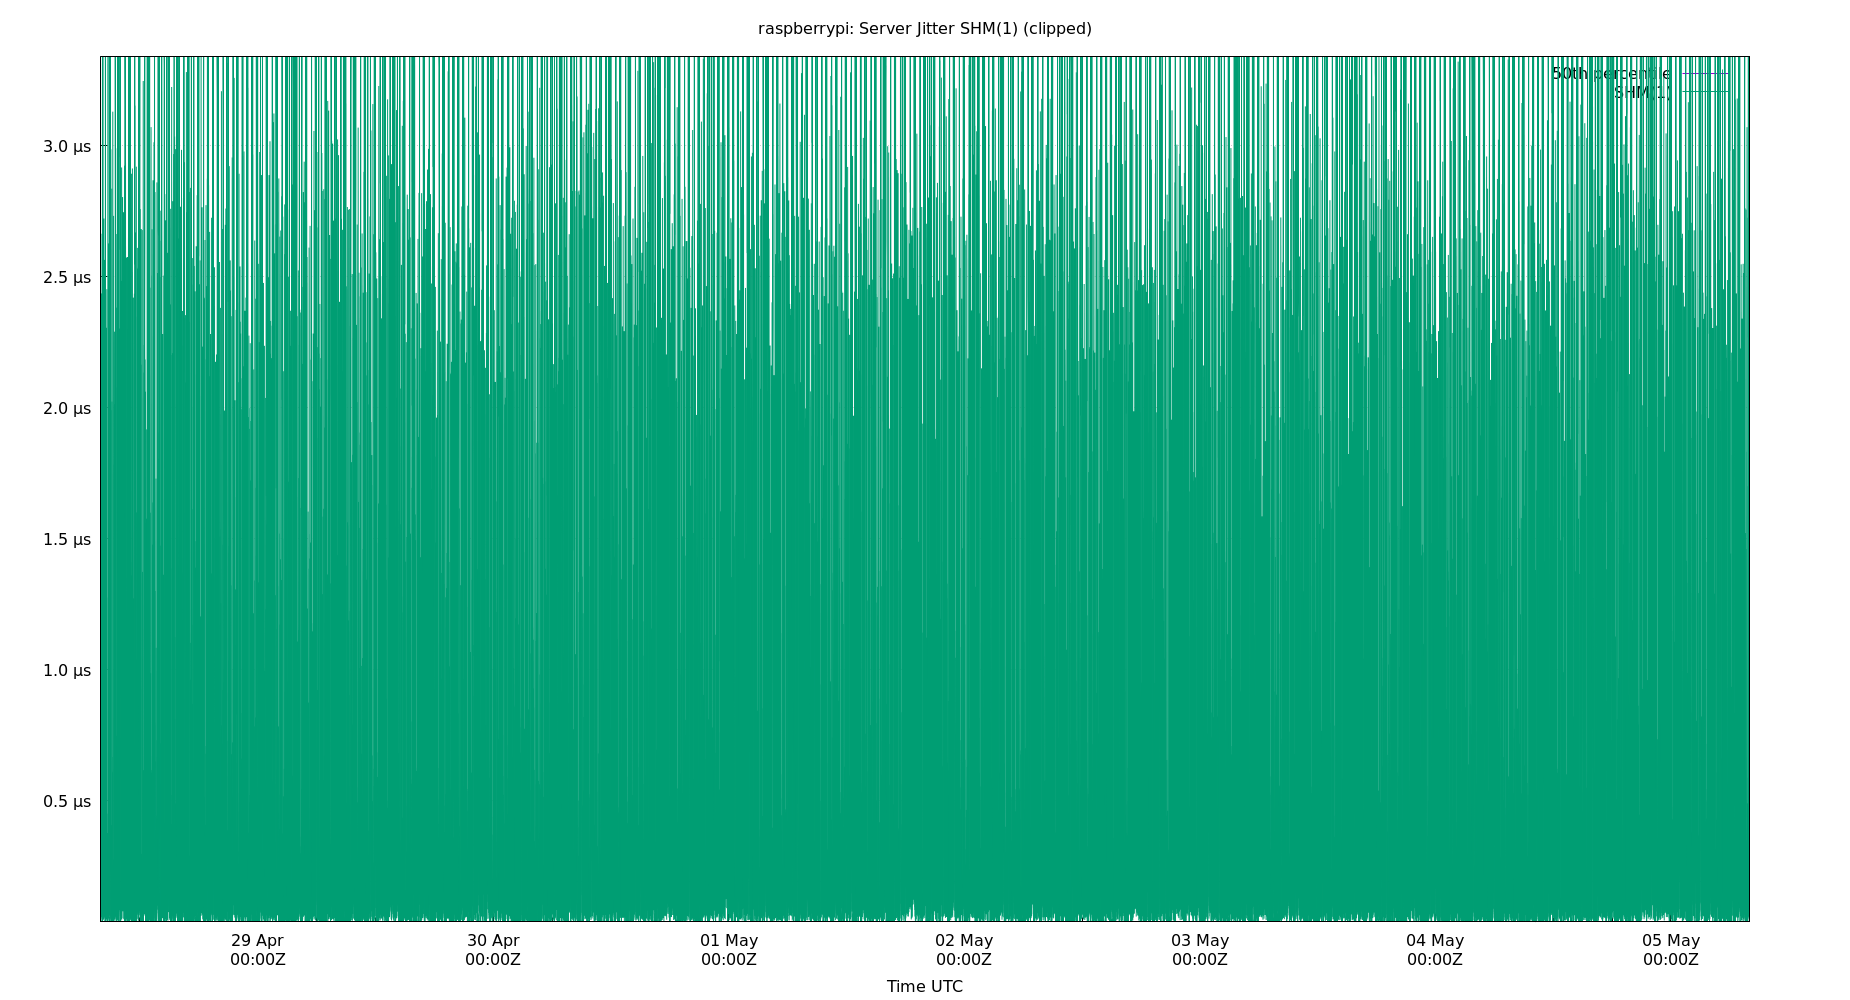 raspberrypi: Server Jitter SHM(1) (clipped)
50th percentile
SHM(1)
3.0 µs
2.5 µs
2.0 µs
1.5 µs
1.0 µs
0.5 µs
29 Apr 30 Apr 01 May 02 May 03 May 04 May 05 May
00:00Z 00:00Z 00:00Z 00:00Z 00:00Z 00:00Z 00:00Z
Time UTC